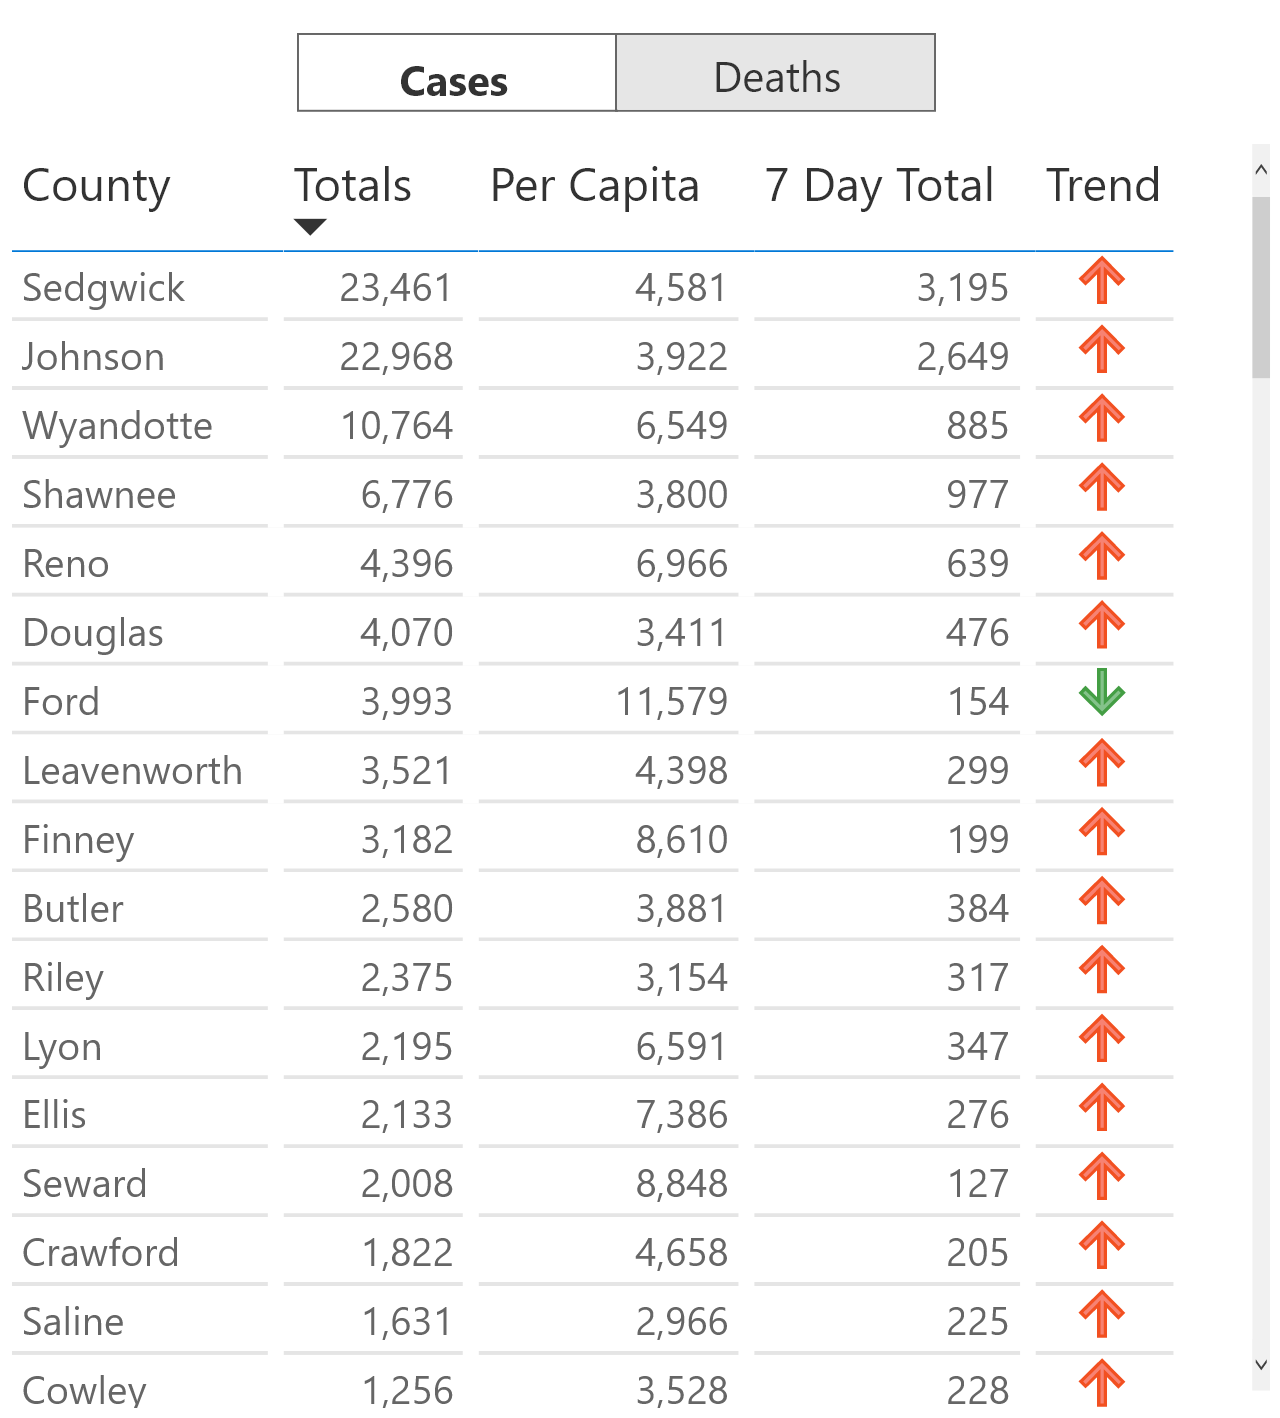 Cases Deaths
County Totals Per Capita 7 Day Total Trend
Sedgwick 23,461 4,581 3,195
Johnson 22,968 3,922 2,649
Wyandotte 10,764 6,549 885
Shawnee 6,776 3,800 977
Reno 4,396 6,966 639
Douglas 4,070 3,411 476
Ford 3,993 11,579 154
Leavenworth 3,521 4,398 299
Finney 3,182 8,610 199
Butler 2,580 3,881 384
Riley 2,375 3,154 317
Lyon 2,195 6,591 347
Ellis 2,133 7,386 276
Seward 2,008 8,848 127
Crawford 1,822 4,658 205
Saline 1,631 2,966 225
Cowley 1,256 3,528 228